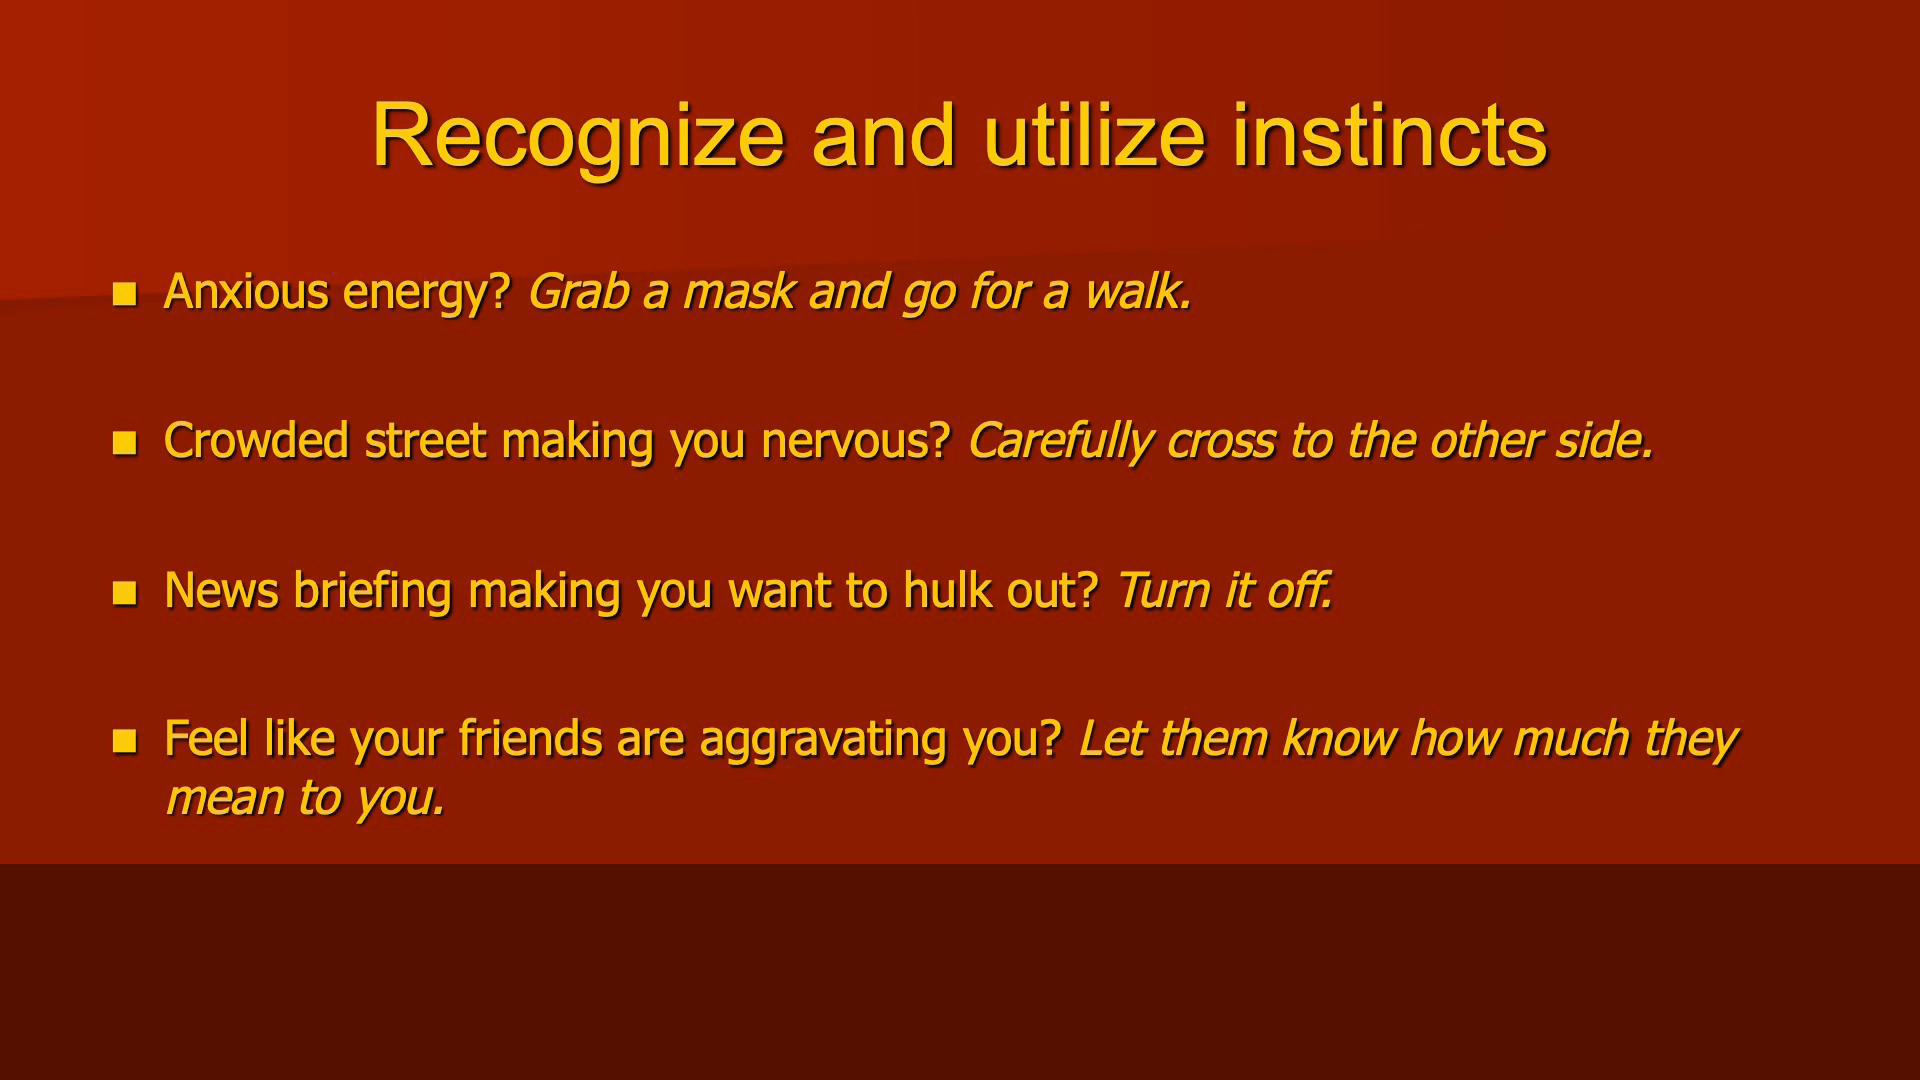 Recognize and utilize instincts
■ Anxious energy? Grab a mask and go for a walk.
■ Crowded street making you nervous? Carefully cross to the other side.
■ News briefing making you want to hulk out? Turn it off.
■ Feel like your friends are aggravating you? Let them know how much they
mean to you.